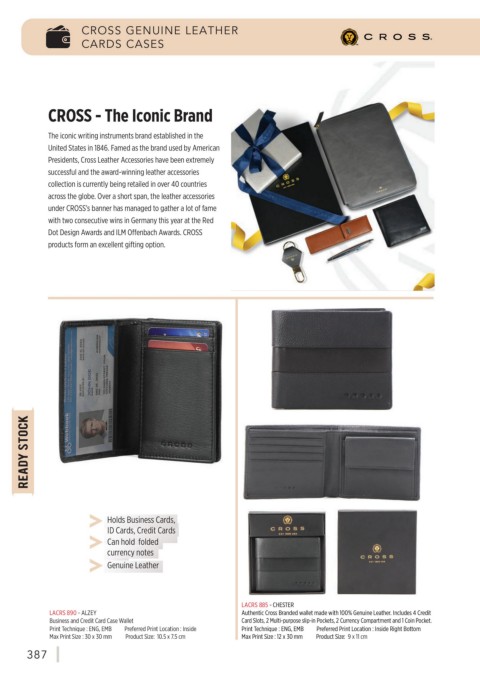 CROSS GENUINE LEATHER
CARDS CASES
CROSS
CROSS - The Iconic Brand
The iconic writing instruments brand established in the
United States in 1846. Famed as the brand used by American
Presidents, Cross Leather Accessories have been extremely
successful and the award-winning leather accessories
collection is currently being retailed in over 40 countries
across the globe. Over a short span, the leather accessories
under CROSS's banner has managed to gather a lot of fame
with two consecutive wins in Germany this year at the Red
Dot Design Awards and ILM Offenbach Awards. CROSS
products form an excellent gifting option.
CROSS
CROSS
CROSS
READY STOCK
Holds Business Cards,
ID Cards, Credit Cards
Can hold folded
currency notes
Genuine Leather
CROSS
CROSS
LACRS 890 - ALZEY
Business and Credit Card Case Wallet
Print Technique : ENG, EMB Preferred Print Location : Inside
Max Print Size : 30 x 30 mm Product Size: 10.5 x 7.5 cm
LACRS 885 - CHESTER
Authentic Cross Branded wallet made with 100% Genuine Leather. Includes 4 Credit
Card Slots, 2 Multi-purpose slip-in Pockets, 2 Currency Compartment and 1 Coin Pocket.
Print Technique : ENG, EMB Preferred Print Location : Inside Right Bottom
Max Print Size : 12 x 30 mm Product Size: 9 x 11 cm
387